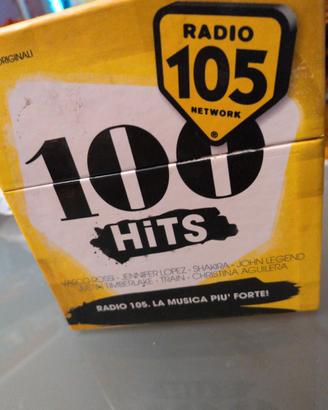 ORIGINALI
RADIO
105
NETWORK
®
100
HiTS
VASCO ROSSI - JENNIFER LOPEZ - SHAKIRA - JOHN LEGEND
JUSTIN TIMBERLAKE - TRAIN - CHRISTINA AGUILERA
RADIO 105. LA MUSICA PIU' FORTE!